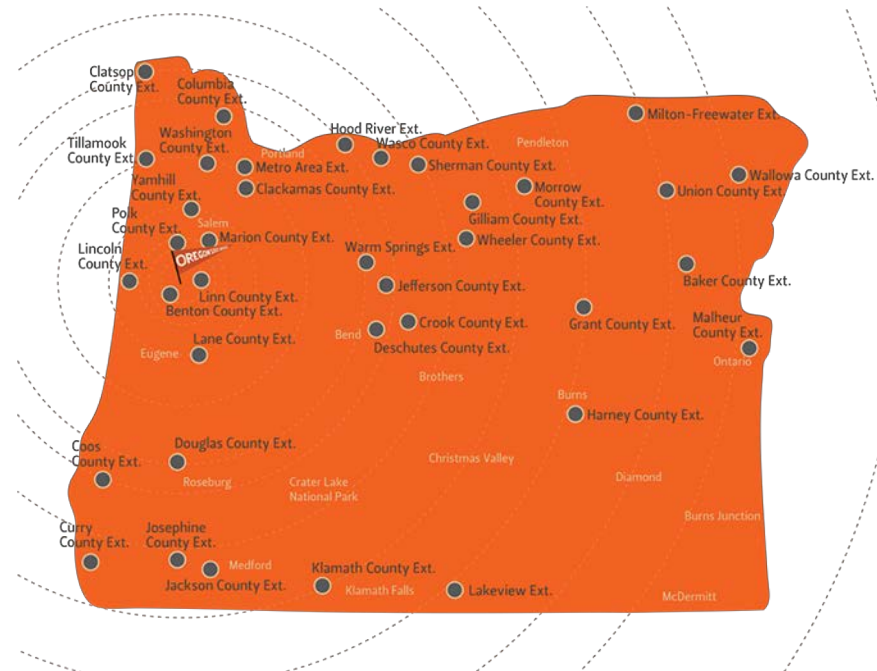 Clatsop
County Ext.
Columbia
County Ext.
Tillamook
County Ext.
Washington
County Ext.
Portland
Metro Area Ext.
Clackamas County Ext.
Hood River Ext.
Wasco County Ext.
Sherman County Ext.
Pendleton
Milton-Freewater Ext.
Wallowa County Ext.
Union County Ext.
Morrow
County Ext.
Gilliam County Ext.
Wheeler County Ext.
Yamhill
County Ext.
Polk
County Ext.
Salem
Marion County Ext.
Lincoln
County Ext.
Linn County Ext.
Benton County Ext.
Warm Springs Ext.
Jefferson County Ext.
Crook County Ext.
Bend
Deschutes County Ext.
Baker County Ext.
Grant County Ext.
Malheur
County Ext.
Ontario
Lane County Ext.
Eugene
Brothers
Burns
Harney County Ext.
Coos
County Ext.
Douglas County Ext.
Roseburg
Crater Lake
National Park
Christmas Valley
Diamond
Burns Junction
Curry
County Ext.
Josephine
County Ext.
Medford
Jackson County Ext.
Klamath County Ext.
Klamath Falls
Lakeview Ext.
McDermitt